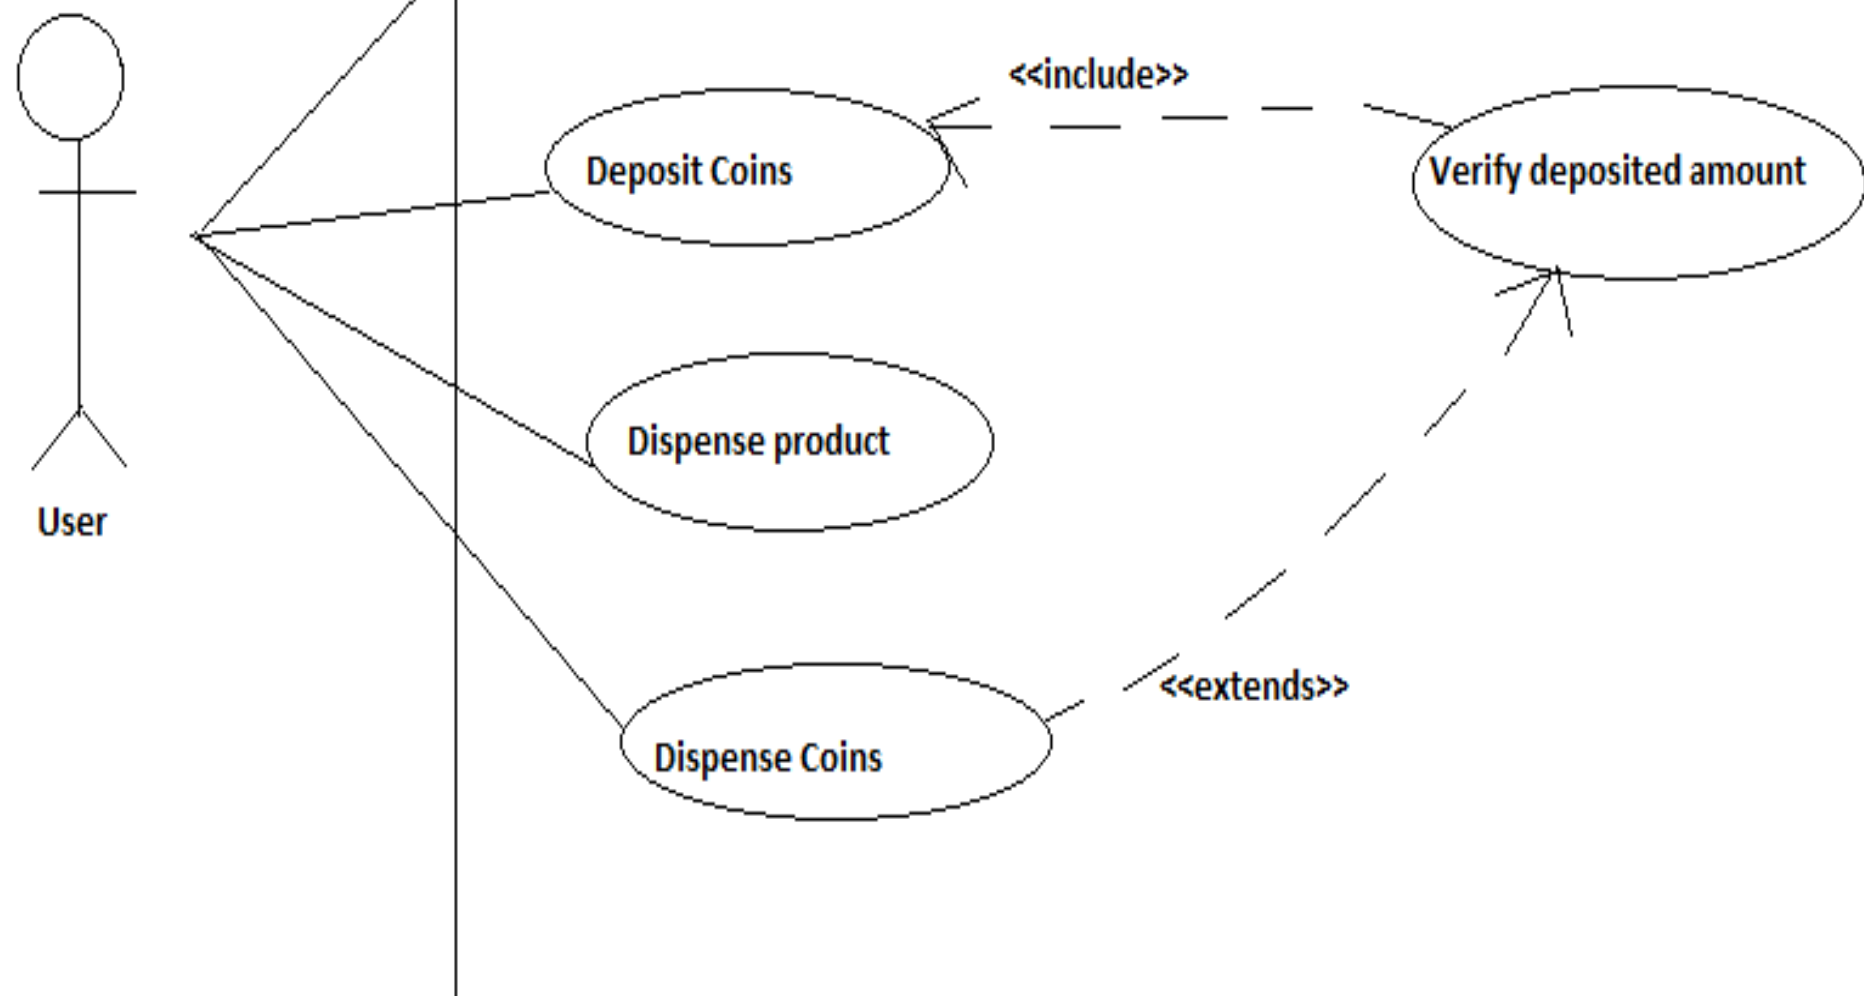 <<include>>
Deposit Coins
Verify deposited amount
Dispense product
User
<<extends>>
Dispense Coins